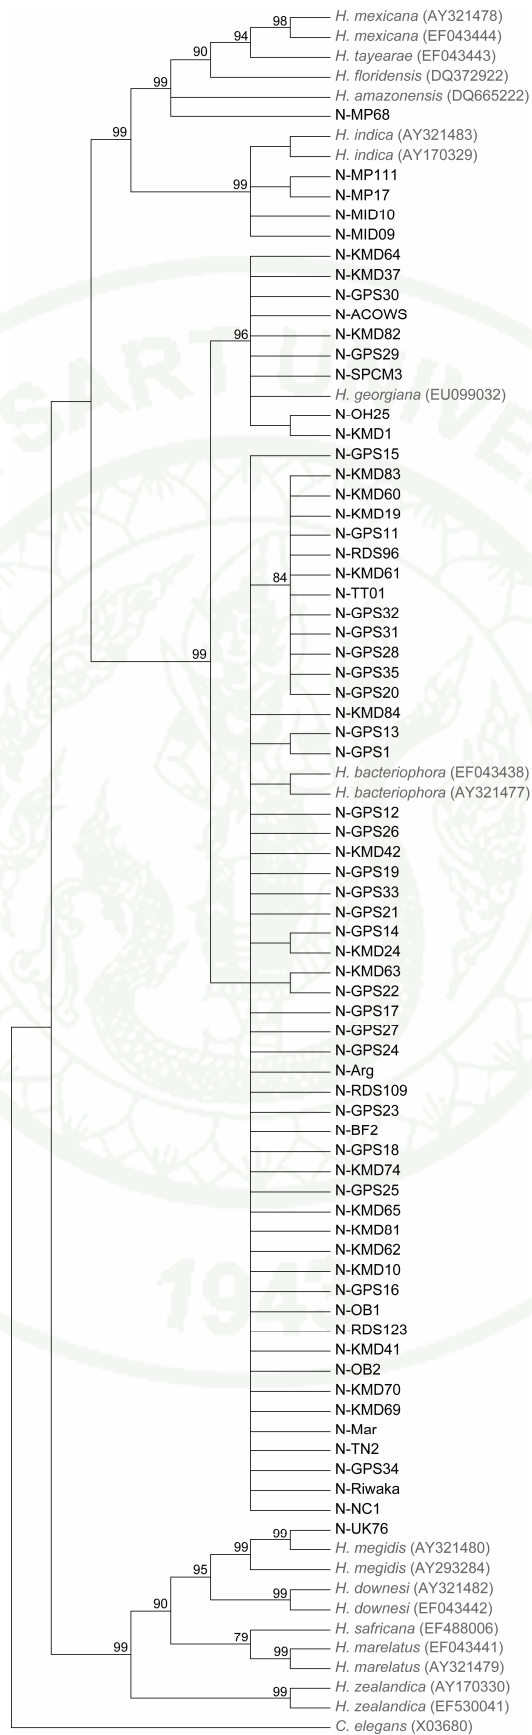 H. mexicana (AY321478)
98
H. mexicana (EF043444)
94
H. tayearae (EF043443)
90
H. floridensis (DQ372922)
99
H. amazonensis (DQ665222)
N-MP68
99
H. indica (AY321483)
H. indica (AY170329)
N-MP111
99
N-MP17
N-MID10
N-MID09
N-KMD64
N-KMD37
N-GPS30
N-ACOWS
N-KMD82
96
N-GPS29
N-SPCM3
H. georgiana (EU099032)
N-OH25
N-KMD1
N-GPS15
N-KMD83
N-KMD60
N-KMD19
N-GPS11
N-RDS96
N-KMD61
84
N-TT01
N-GPS32
N-GPS31
N-GPS28
99
N-GPS35
N-GPS20
N-KMD84
N-GPS13
N-GPS1
H. bacteriophora (EF043438)
H. bacteriophora (AY321477)
N-GPS12
N-GPS26
N-KMD42
N-GPS19
N-GPS33
N-GPS21
N-GPS14
N-KMD24
N-KMD63
N-GPS22
N-GPS17
N-GPS27
N-GPS24
N-Arg
N-RDS109
N-GPS23
N-BF2
N-GPS18
N-KMD74
N-GPS25
N-KMD65
N-KMD81
N-KMD62
N-KMD10
N-GPS16
N-OB1
N-RDS123
N-KMD41
N-OB2
N-KMD70
N-KMD69
N-Mar
N-TN2
N-GPS34
N-Riwaka
N-NC1
N-UK76
99
H. megidis (AY321480)
99
H. megidis (AY293284)
95
H. downesi (AY321482)
99
H. downesi (EF043442)
90
H. safricana (EF488006)
79
H. marelatus (EF043441)
99
H. marelatus (AY321479)
99
H. zealandica (AY170330)
99
H. zealandica (EF530041)
C. elegans (X03680)
SART UNIVE
1943